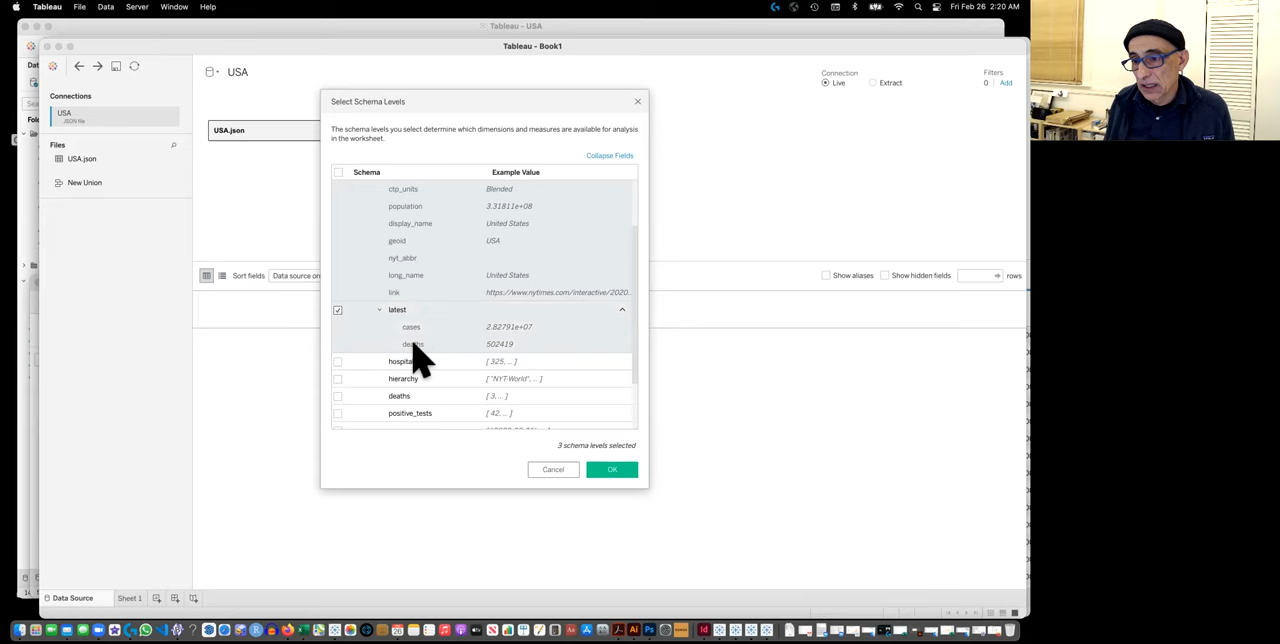 Tableau File Data Server Window Help Fri Feb 26 2:20 AM
Tableau - USA
Tableau - Book1
Connections
USA
JSON file
Files
USA.json
New Union
USA
Connection
Live Extract
Filters
0 Add
USA.json
Select Schema Levels
The schema levels you select determine which dimensions and measures are available for analysis
in the worksheet.
Collapse Fields
Schema Example Value
ctp_units Blended
population 3.31811e+08
display_name United States
geoid USA
nyt_abbr
long_name United States
link https://www.nytimes.com/interactive/2020...
latest
cases 2.82791e+07
deaths 502419
[ 325, ... ]
hierarchy [ "NYT-World", ... ]
deaths [ 3, ... ]
positive_tests [ 42, ... ]
3 schema levels selected
Cancel OK
Sort fields Data source
Show aliases Show hidden fields rows
Data Source Sheet 1